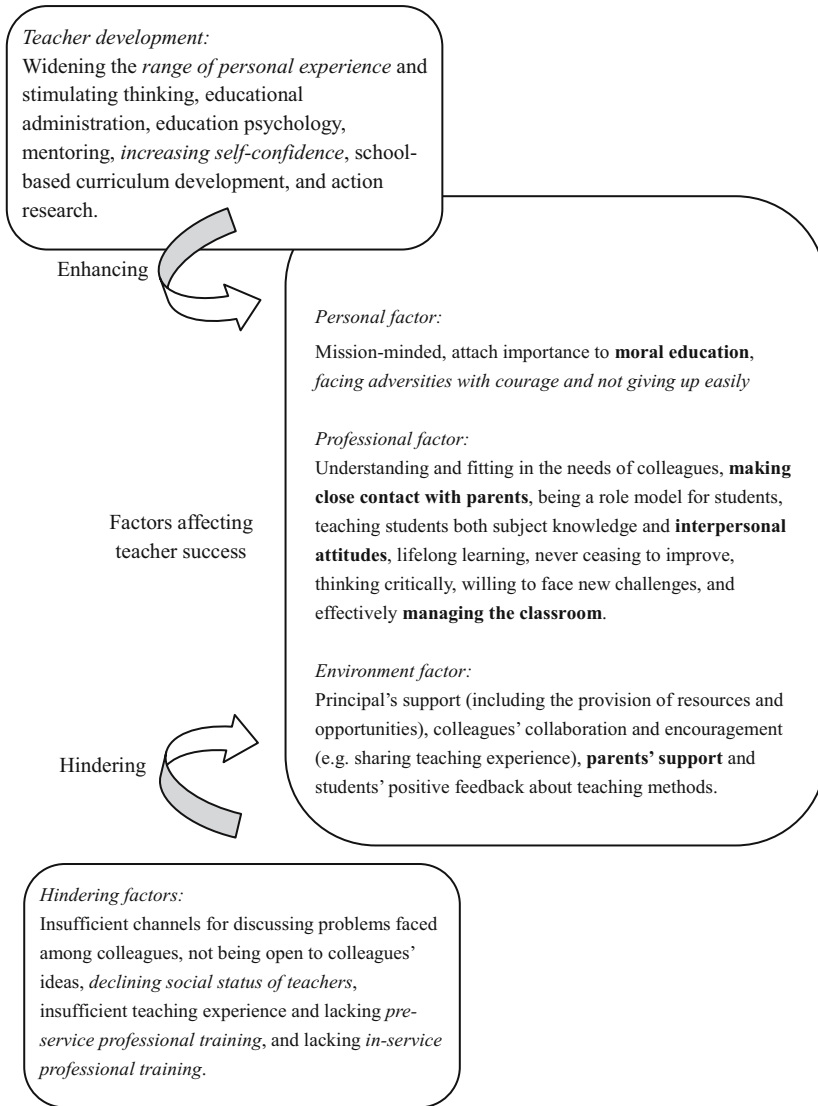 Teacher development:
Widening the range of personal experience and
stimulating thinking, educational
administration, education psychology,
mentoring, increasing self-confidence, school-
based curriculum development, and action
research.
Enhancing
Personal factor:
Mission-minded, attach importance to moral education,
facing adversities with courage and not giving up easily
Professional factor:
Understanding and fitting in the needs of colleagues, making
close contact with parents, being a role model for students,
teaching students both subject knowledge and interpersonal
attitudes, lifelong learning, never ceasing to improve,
thinking critically, willing to face new challenges, and
effectively managing the classroom.
Factors affecting
teacher success
Environment factor:
Principal’s support (including the provision of resources and
opportunities), colleagues’ collaboration and encouragement
(e.g. sharing teaching experience), parents’ support and
students’ positive feedback about teaching methods.
Hindering
Hindering factors:
Insufficient channels for discussing problems faced
among colleagues, not being open to colleagues’
ideas, declining social status of teachers,
insufficient teaching experience and lacking pre-
service professional training, and lacking in-service
professional training.